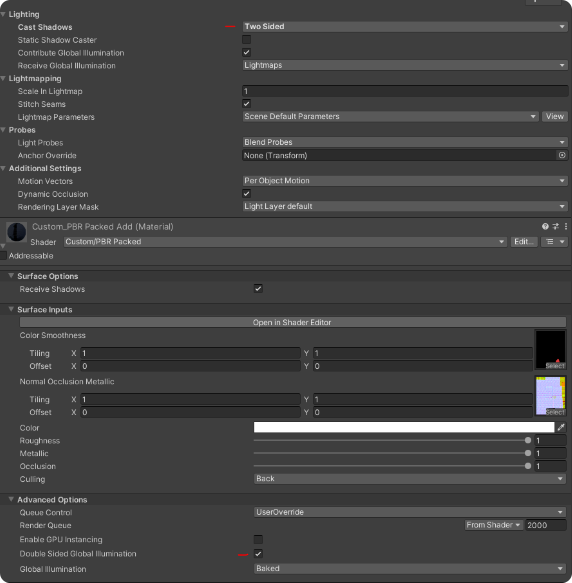 Lighting
Cast Shadows Two Sided
Static Shadow Caster
Contribute Global Illumination
Receive Global Illumination Lightmaps
Lightmapping
Scale In Lightmap 1
Stitch Seams
Lightmap Parameters Scene Default Parameters View
Probes
Light Probes Blend Probes
Anchor Override None (Transform)
Additional Settings
Motion Vectors Per Object Motion
Dynamic Occlusion
Rendering Layer Mask Light Layer default
Custom_PBR Packed Add (Material)
Shader Custom/PBR Packed Edit...
Addressable
Surface Options
Receive Shadows
Surface Inputs
Open in Shader Editor
Color Smoothness
Tiling X 1 Y 1
Offset X 0 Y 0
Select
Normal Occlusion Metallic
Tiling X 1 Y 1
Offset X 0 Y 0
Select
Color
Roughness 1
Metallic 1
Occlusion 1
Culling Back
Advanced Options
Queue Control UserOverride
Render Queue From Shader 2000
Enable GPU Instancing
Double Sided Global Illumination
Global Illumination Baked